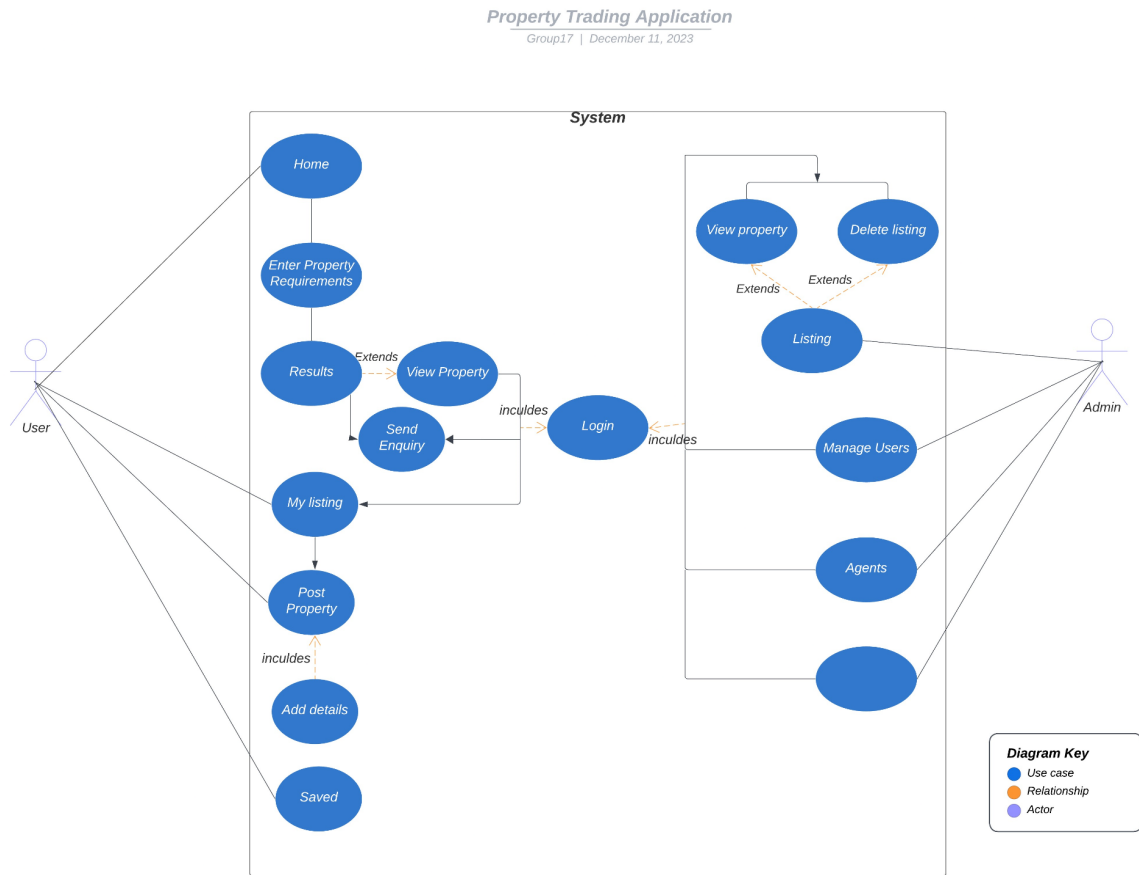 Property Trading Application
Group17 | December 11, 2023
System
Home
Enter Property
Requirements
Results
Extends
View Property
Send
Enquiry
inculdes
Login
inculdes
My listing
Post
Property
inculdes
Add details
Saved
User
View property
Delete listing
Extends
Extends
Listing
Manage Users
Agents
Admin
Diagram Key
Use case
Relationship
Actor